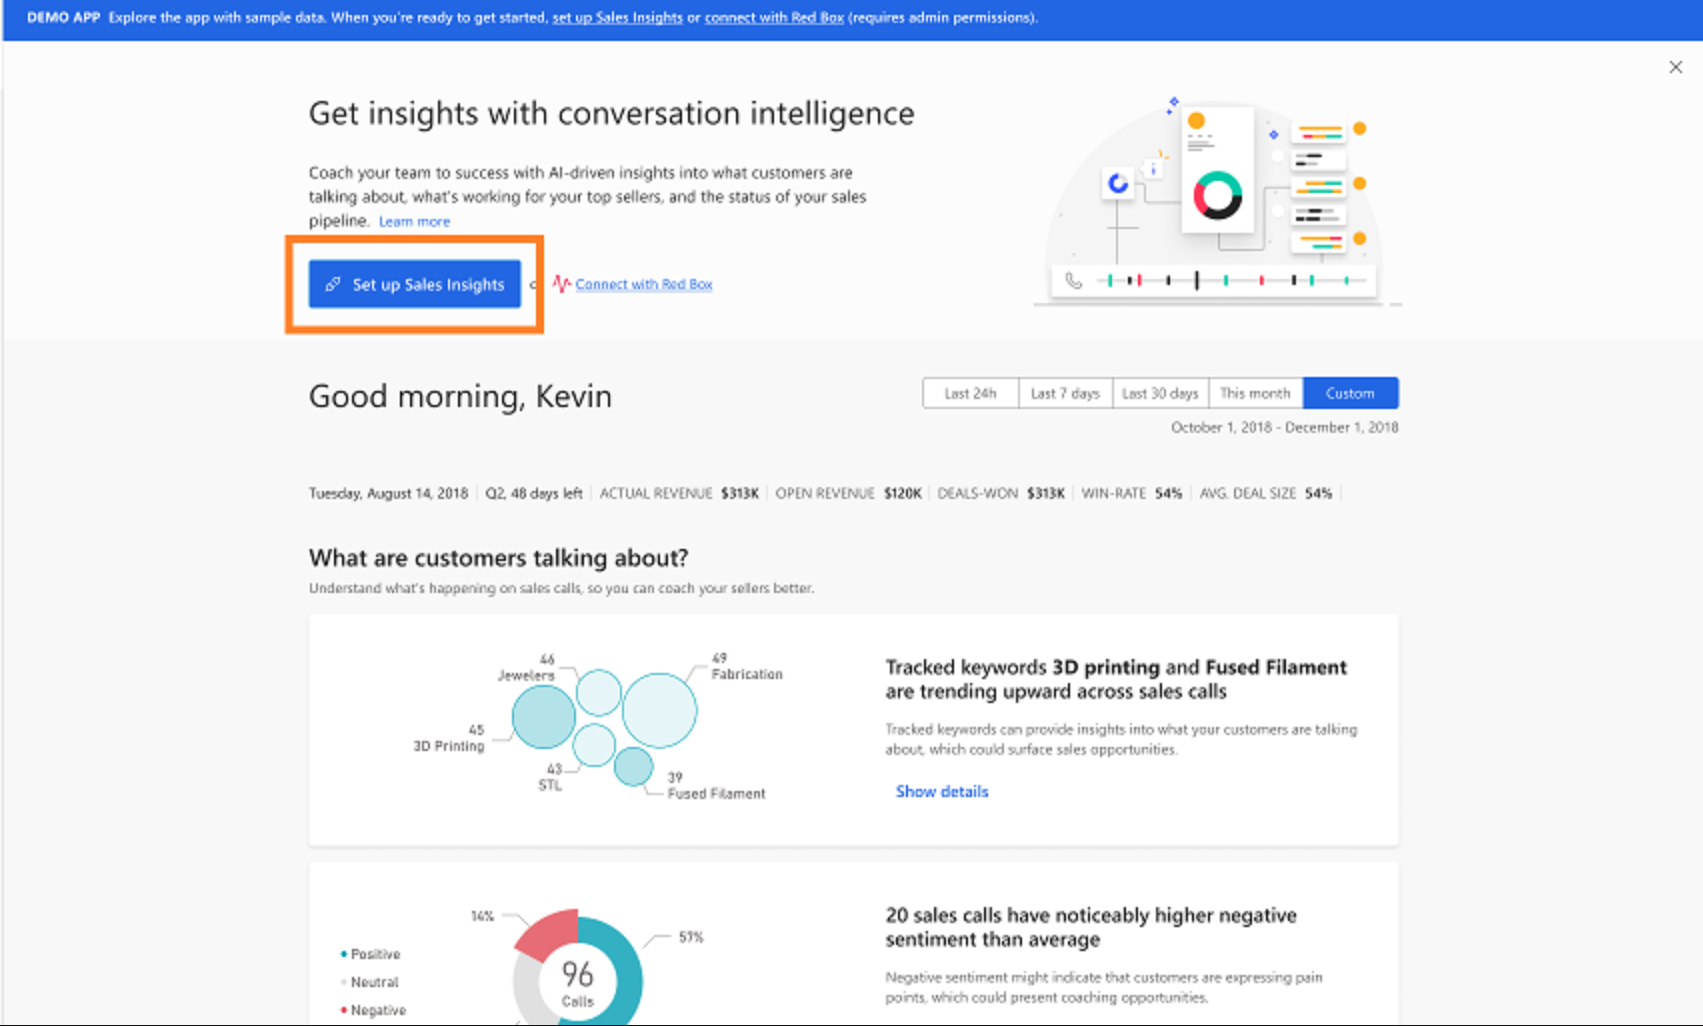 DEMO APP Explore the app with sample data. When you're ready to get started, set up Sales Insights or connect with Red Box (requires admin permissions).
Get insights with conversation intelligence
Coach your team to success with AI-driven insights into what customers are
talking about, what's working for your top sellers, and the status of your sales
pipeline. Learn more
Set up Sales Insights
Connect with Red Box
Good morning, Kevin
Last 24h
Last 7 days
Last 30 days
This month
Custom
October 1, 2018 - December 1, 2018
Tuesday, August 14, 2018 | Q2, 48 days left | ACTUAL REVENUE $313K | OPEN REVENUE $120K | DEALS-WON $313K | WIN-RATE 54% | AVG. DEAL SIZE 54% |
What are customers talking about?
Understand what's happening on sales calls, so you can coach your sellers better.
46
Jewelers
49
Fabrication
45
3D Printing
43
STL
39
Fused Filament
Tracked keywords 3D printing and Fused Filament
are trending upward across sales calls
Tracked keywords can provide insights into what your customers are talking
about, which could surface sales opportunities.
Show details
14%
57%
Positive
Neutral
Negative
96
Calls
20 sales calls have noticeably higher negative
sentiment than average
Negative sentiment might indicate that customers are expressing pain
points, which could present coaching opportunities.